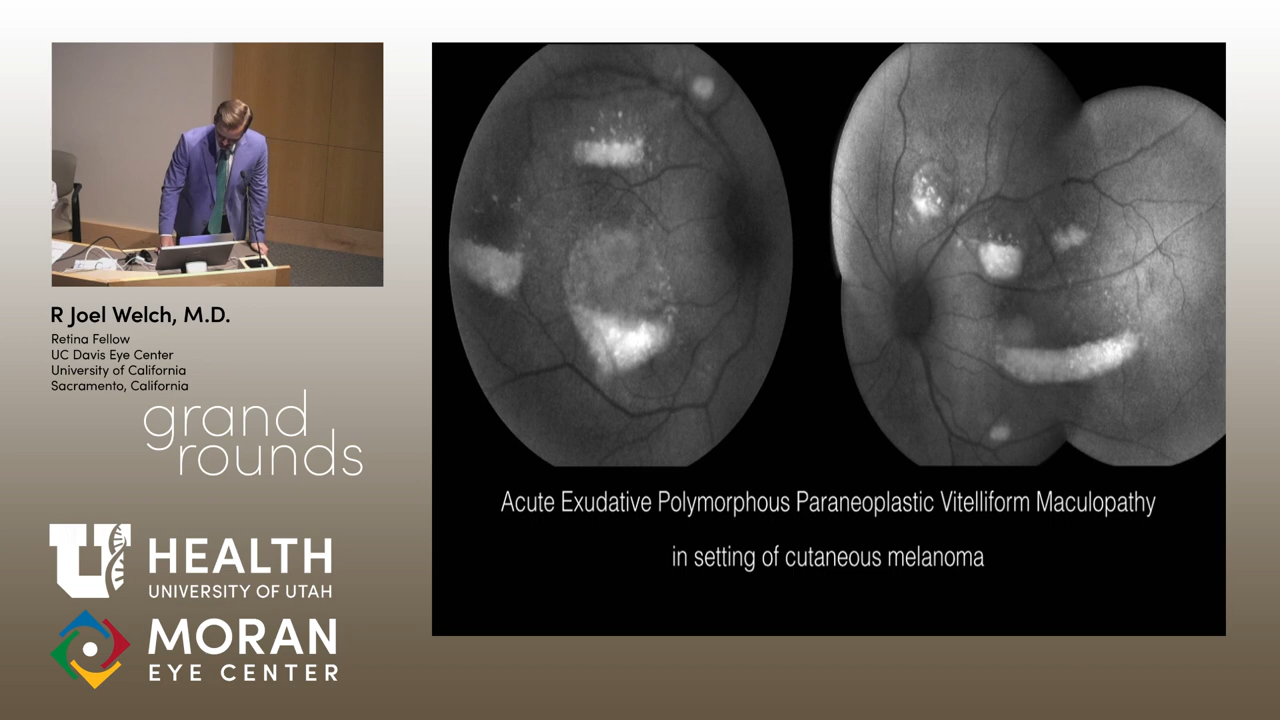 R Joel Welch, M.D.
Retina Fellow
UC Davis Eye Center
University of California
Sacramento, California
grand
rounds
U HEALTH
UNIVERSITY OF UTAH
MORAN
EYE CENTER
Acute Exudative Polymorphous Paraneoplastic Vitelliform Maculopathy
in setting of cutaneous melanoma